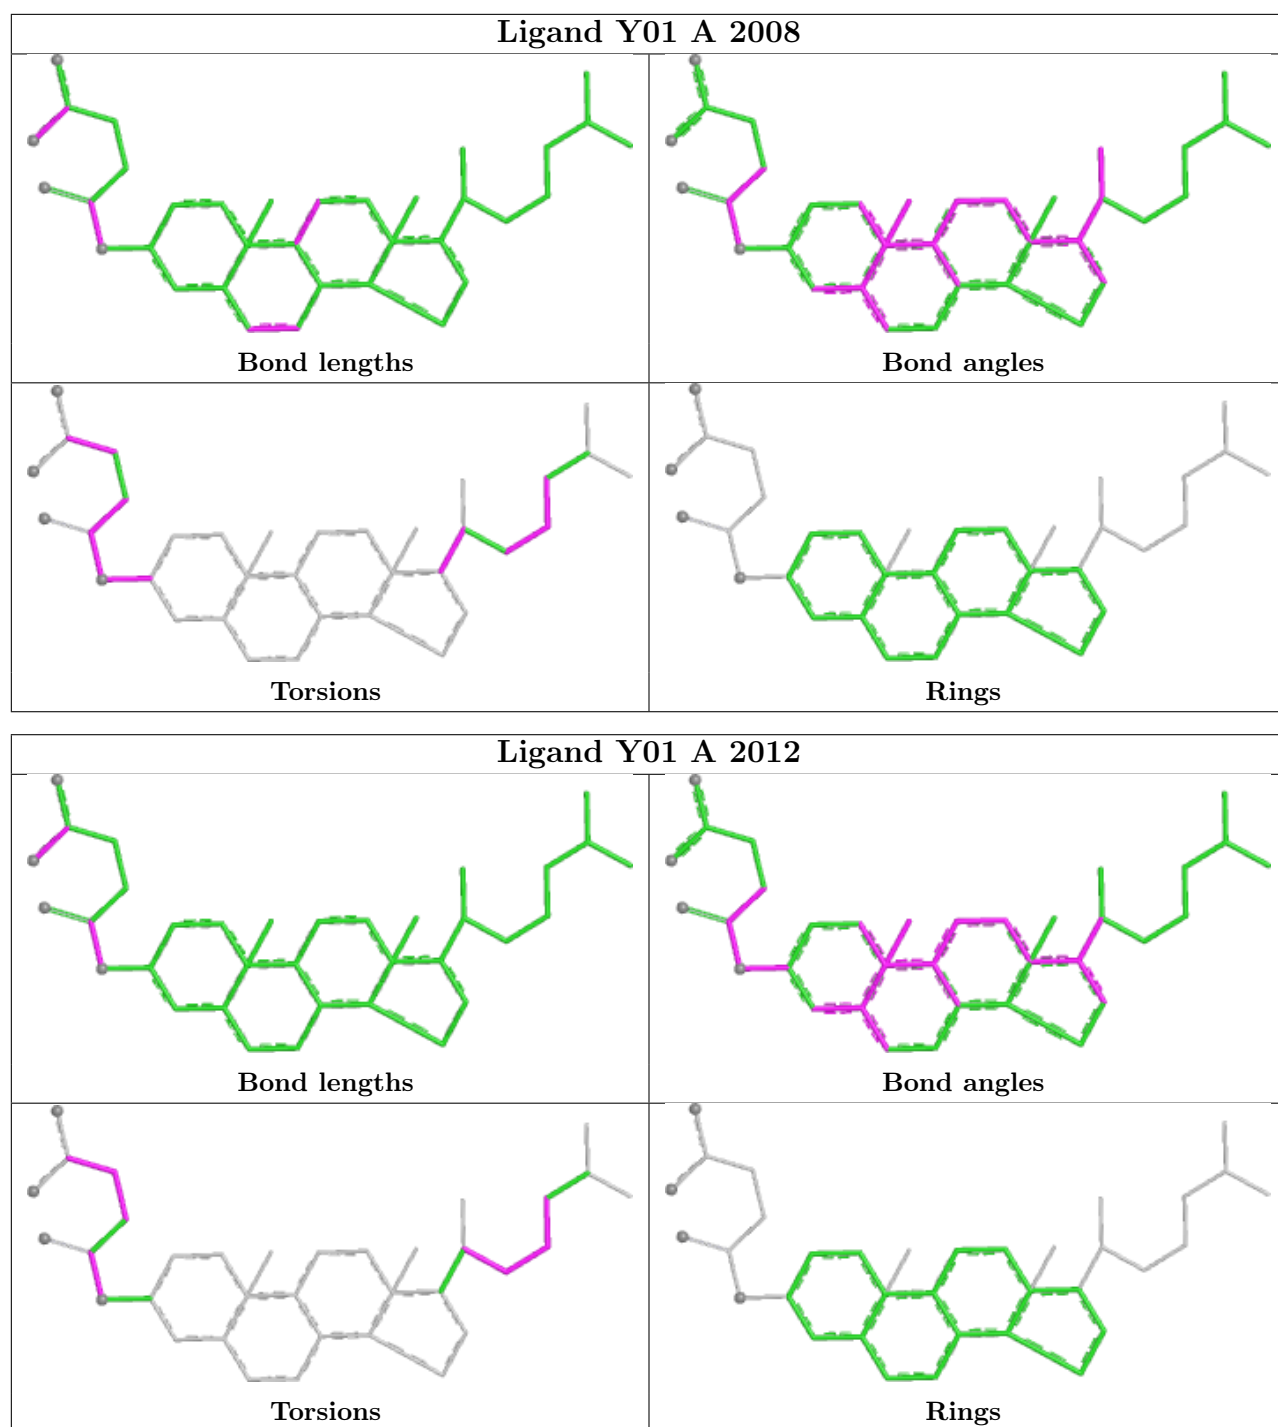 Ligand Y01 A 2008
Bond lengths
Bond angles
Torsions
Rings
Ligand Y01 A 2012
Bond lengths
Bond angles
Torsions
Rings